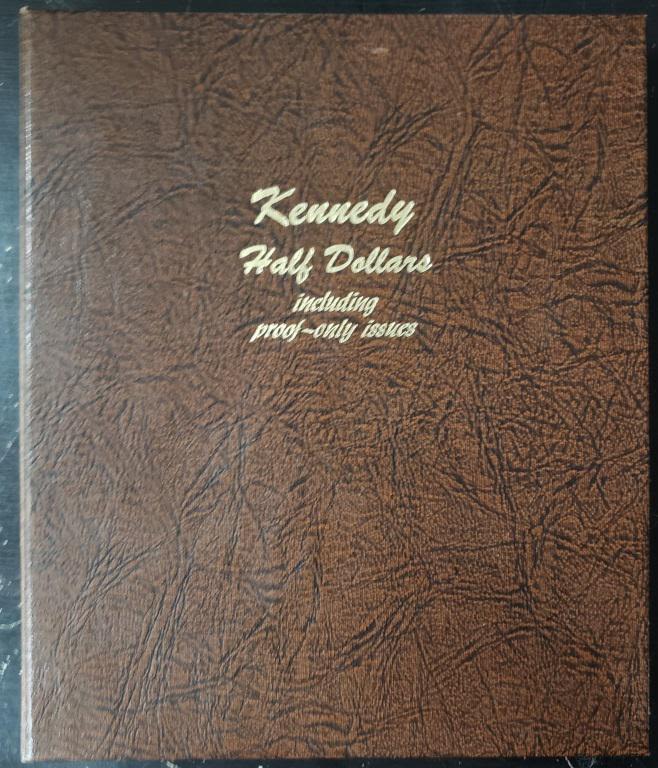 Kennedy
Half Dollars
including
proof-only issues